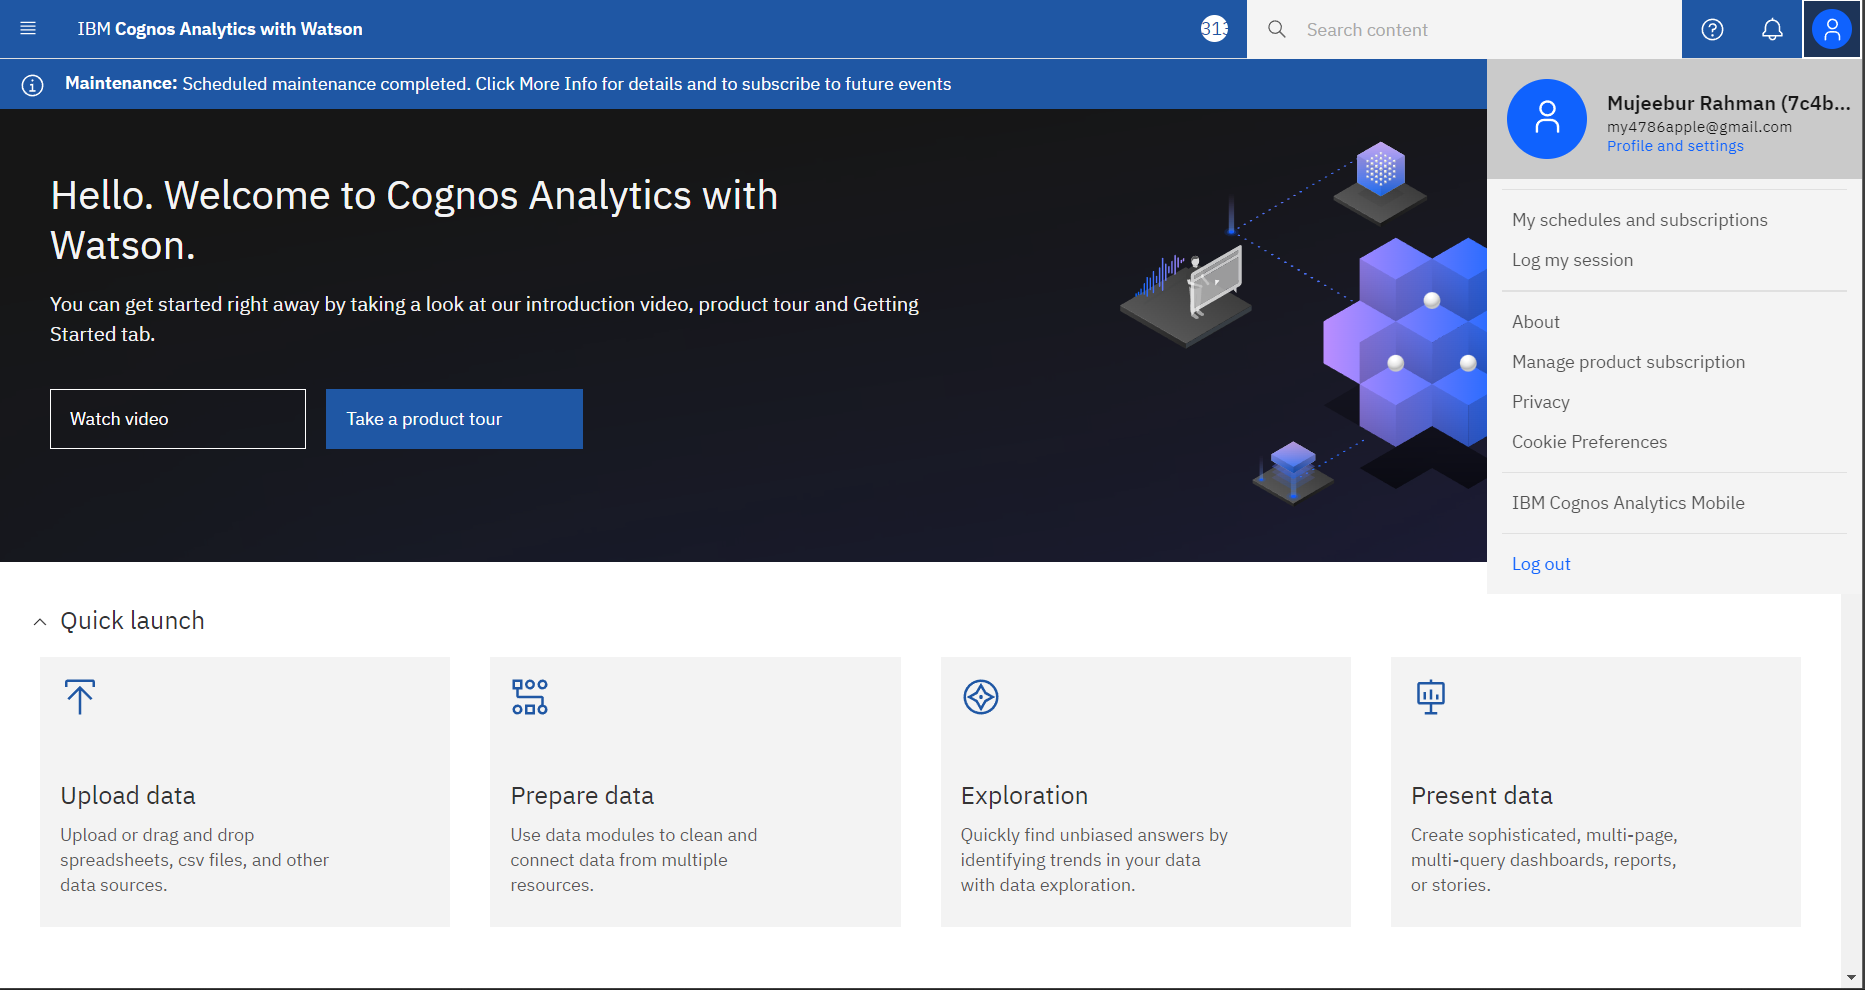 IBM Cognos Analytics with Watson
313
Search content
Maintenance: Scheduled maintenance completed. Click More Info for details and to subscribe to future events
Mujeebur Rahman (7c4b...
my4786apple@gmail.com
Profile and settings
My schedules and subscriptions
Log my session
About
Manage product subscription
Privacy
Cookie Preferences
IBM Cognos Analytics Mobile
Log out
Hello. Welcome to Cognos Analytics with
Watson.
You can get started right away by taking a look at our introduction video, product tour and Getting
Started tab.
Watch video
Take a product tour
Quick launch
Upload data
Upload or drag and drop
spreadsheets, csv files, and other
data sources.
Prepare data
Use data modules to clean and
connect data from multiple
resources.
Exploration
Quickly find unbiased answers by
identifying trends in your data
with data exploration.
Present data
Create sophisticated, multi-page,
multi-query dashboards, reports,
or stories.